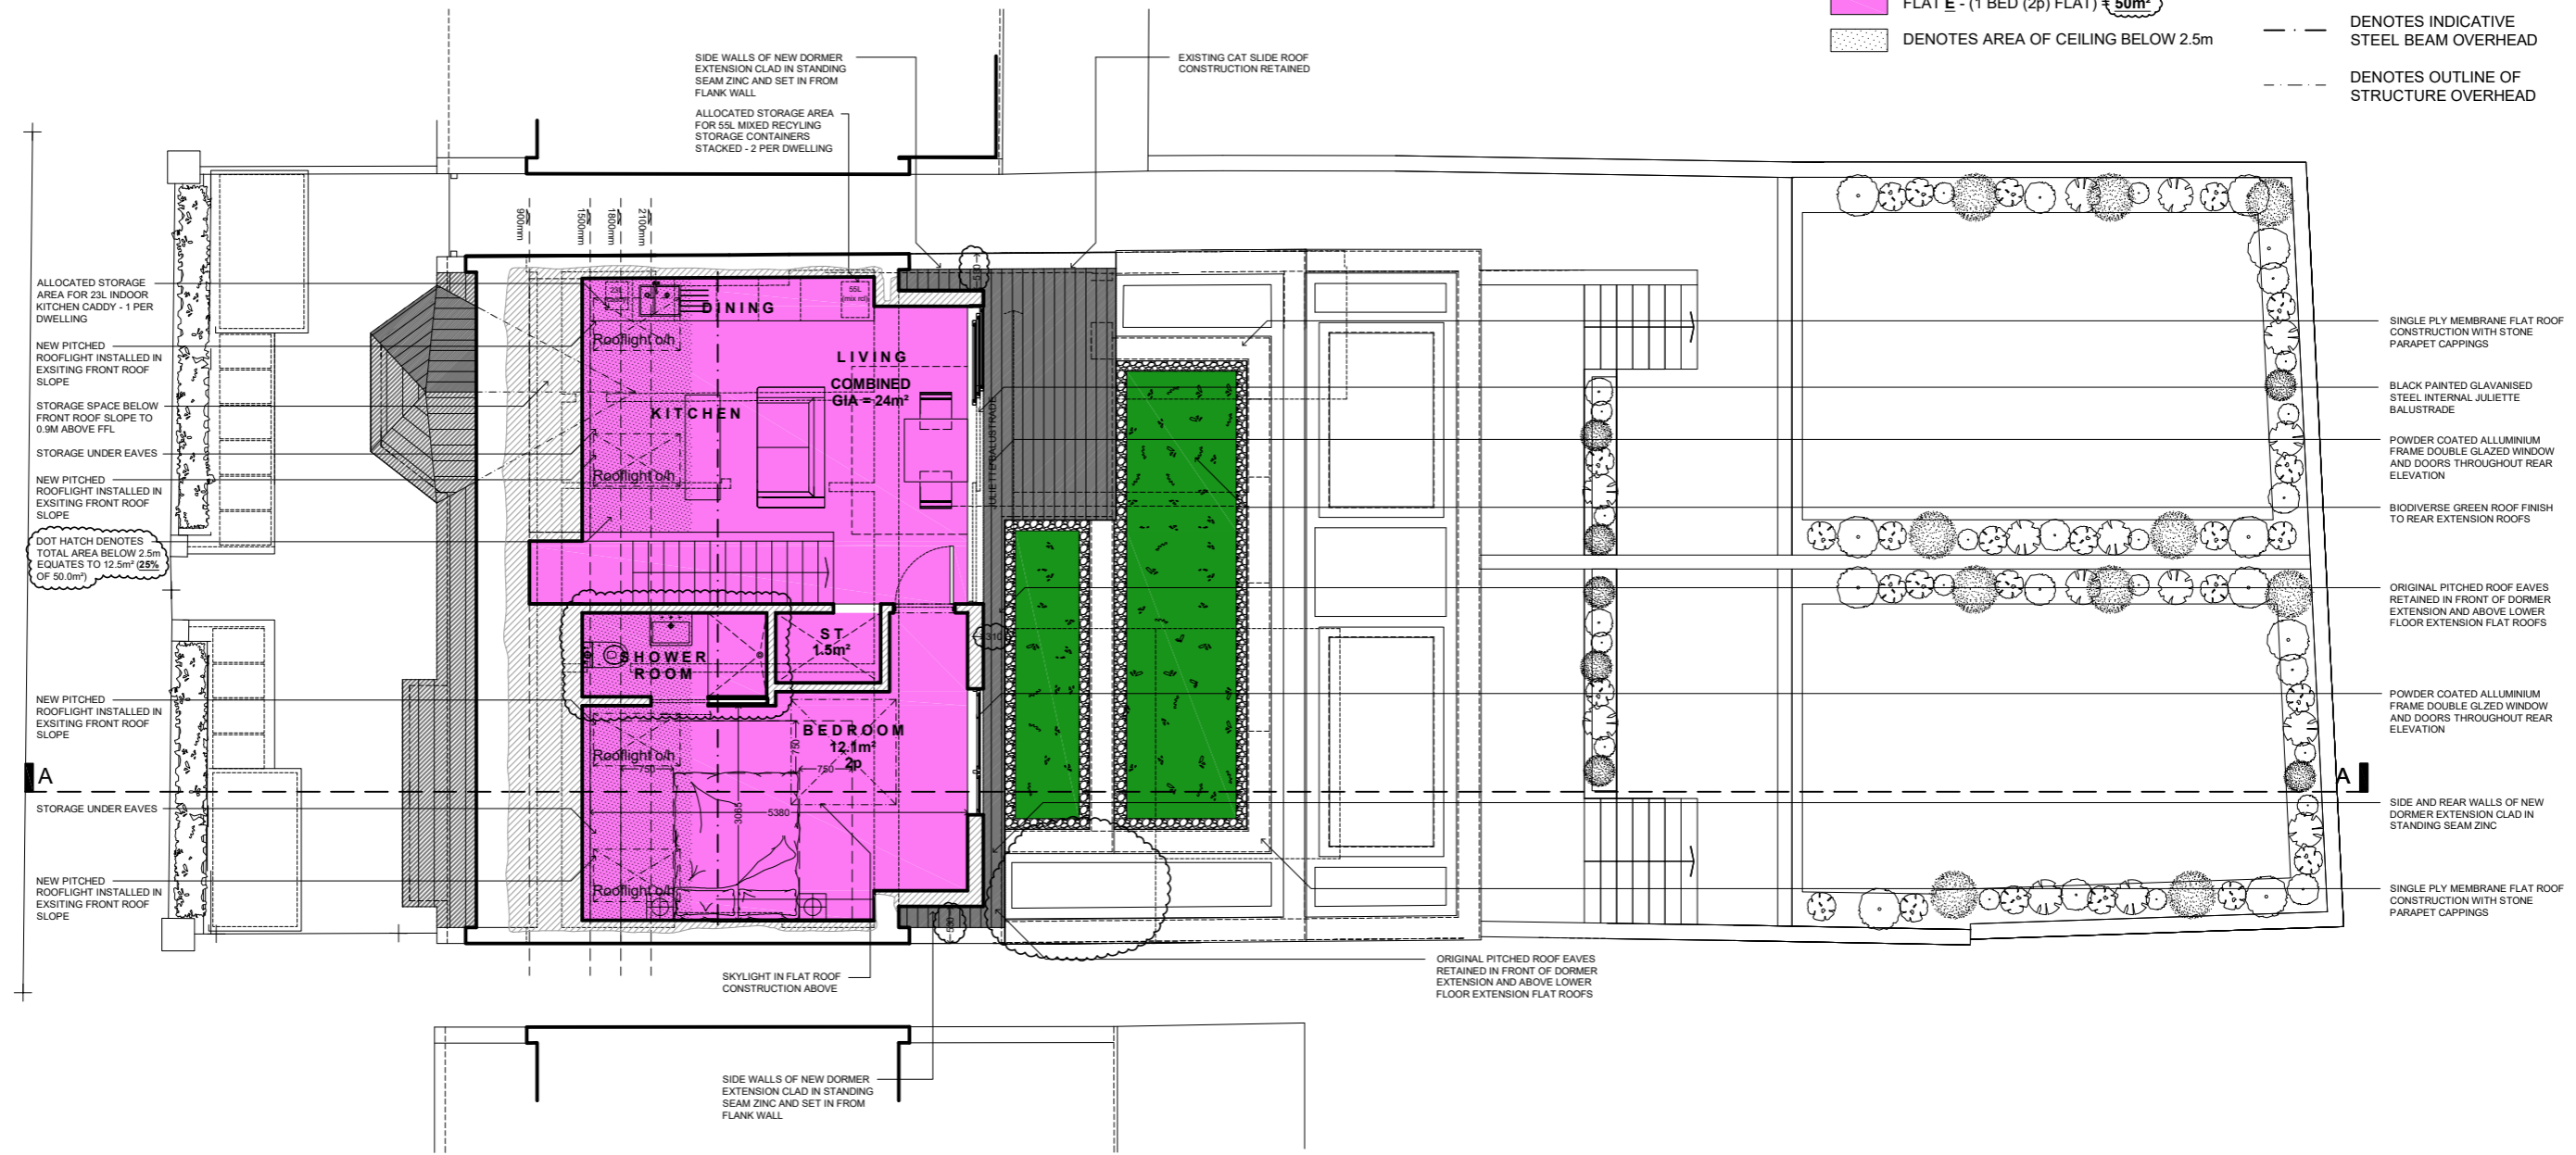 FLAT E - (1 BED (2p) FLAT) = 50m²
DENOTES AREA OF CEILING BELOW 2.5m
DENOTES INDICATIVE
STEEL BEAM OVERHEAD
DENOTES OUTLINE OF
STRUCTURE OVERHEAD
SIDE WALLS OF NEW DORMER
EXTENSION CLAD IN STANDING
SEAM ZINC AND SET IN FROM
FLANK WALL
ALLOCATED STORAGE AREA
FOR 55L MIXED RECYLING
STORAGE CONTAINERS
STACKED - 2 PER DWELLING
EXISTING CAT SLIDE ROOF
CONSTRUCTION RETAINED
900mm
1500mm
1800mm
2100mm
ALLOCATED STORAGE
AREA FOR 23L INDOOR
KITCHEN CADDY - 1 PER
DWELLING
NEW PITCHED
ROOFLIGHT INSTALLED IN
EXSITING FRONT ROOF
SLOPE
STORAGE SPACE BELOW
FRONT ROOF SLOPE TO
0.9M ABOVE FFL
STORAGE UNDER EAVES
NEW PITCHED
ROOFLIGHT INSTALLED IN
EXSITING FRONT ROOF
SLOPE
DOT HATCH DENOTES
TOTAL AREA BELOW 2.5m
EQUATES TO 12.5m² (25%
OF 50.0m²)
NEW PITCHED
ROOFLIGHT INSTALLED IN
EXSITING FRONT ROOF
SLOPE
A
STORAGE UNDER EAVES
NEW PITCHED
ROOFLIGHT INSTALLED IN
EXSITING FRONT ROOF
SLOPE
55L
(mix rcl)
DINING
Rooflight o/h
LIVING
COMBINED
GIA = 24m²
KITCHEN
Rooflight o/h
JULIETTE BALUSTRADE
ST
1.5m²
SHOWER
ROOM
310
BEDROOM
12.1m²
2p
Rooflight o/h
750
750
750
3065
5380
Rooflight o/h
SKYLIGHT IN FLAT ROOF
CONSTRUCTION ABOVE
SIDE WALLS OF NEW DORMER
EXTENSION CLAD IN STANDING
SEAM ZINC AND SET IN FROM
FLANK WALL
ORIGINAL PITCHED ROOF EAVES
RETAINED IN FRONT OF DORMER
EXTENSION AND ABOVE LOWER
FLOOR EXTENSION FLAT ROOFS
SINGLE PLY MEMBRANE FLAT ROOF
CONSTRUCTION WITH STONE
PARAPET CAPPINGS
BLACK PAINTED GLAVANISED
STEEL INTERNAL JULIETTE
BALUSTRADE
POWDER COATED ALLUMINIUM
FRAME DOUBLE GLAZED WINDOW
AND DOORS THROUGHOUT REAR
ELEVATION
BIODIVERSE GREEN ROOF FINISH
TO REAR EXTENSION ROOFS
ORIGINAL PITCHED ROOF EAVES
RETAINED IN FRONT OF DORMER
EXTENSION AND ABOVE LOWER
FLOOR EXTENSION FLAT ROOFS
POWDER COATED ALLUMINIUM
FRAME DOUBLE GLZED WINDOW
AND DOORS THROUGHOUT REAR
ELEVATION
A
SIDE AND REAR WALLS OF NEW
DORMER EXTENSION CLAD IN
STANDING SEAM ZINC
SINGLE PLY MEMBRANE FLAT ROOF
CONSTRUCTION WITH STONE
PARAPET CAPPINGS